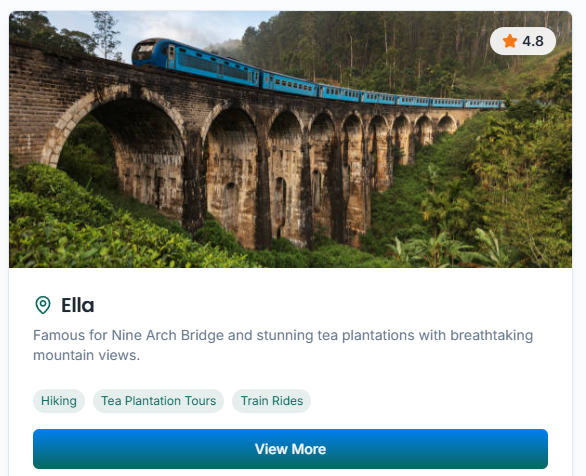 4.8
Ella
Famous for Nine Arch Bridge and stunning tea plantations with breathtaking
mountain views.
Hiking
Tea Plantation Tours
Train Rides
View More